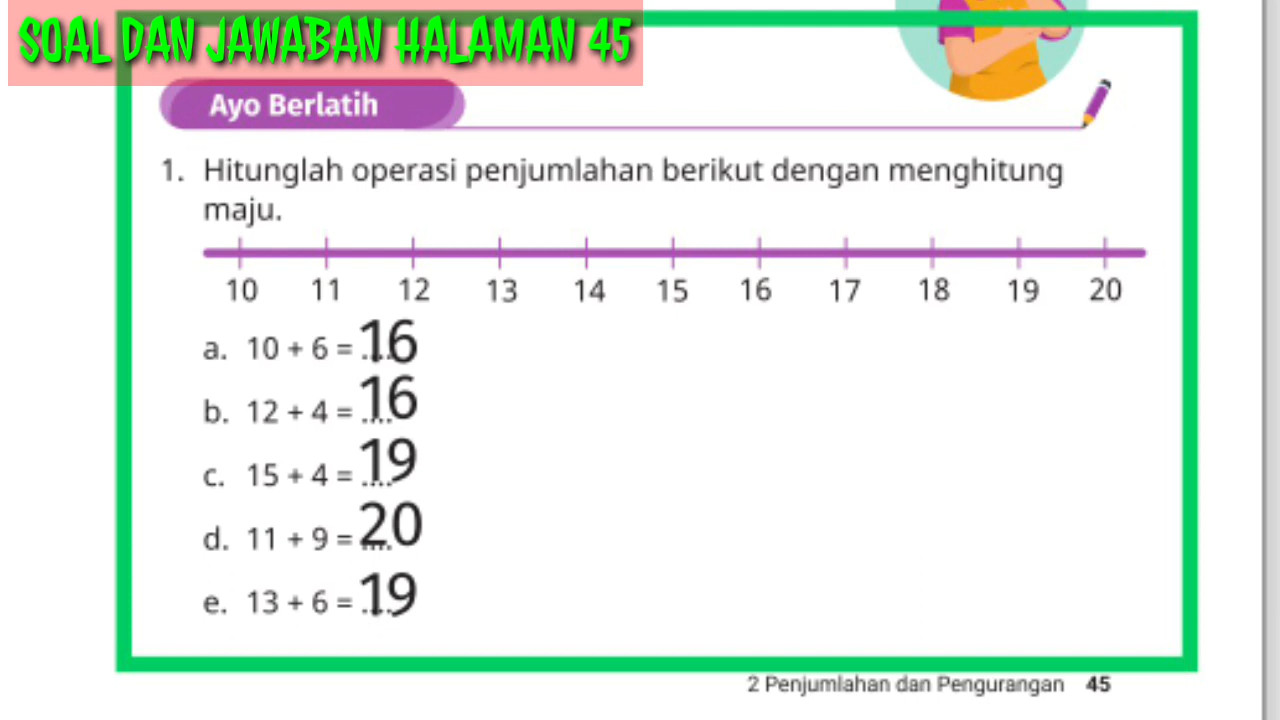 SOAL DAN JAWABAN HALAMAN 45
Ayo Berlatih
1. Hitunglah operasi penjumlahan berikut dengan menghitung
maju.
10 11 12 13 14 15 16 17 18 19 20
a. 10 + 6 = ....16
b. 12 + 4 = ....16
c. 15 + 4 = ....19
d. 11 + 9 = ....20
e. 13 + 6 = ....19
2 Penjumlahan dan Pengurangan 45